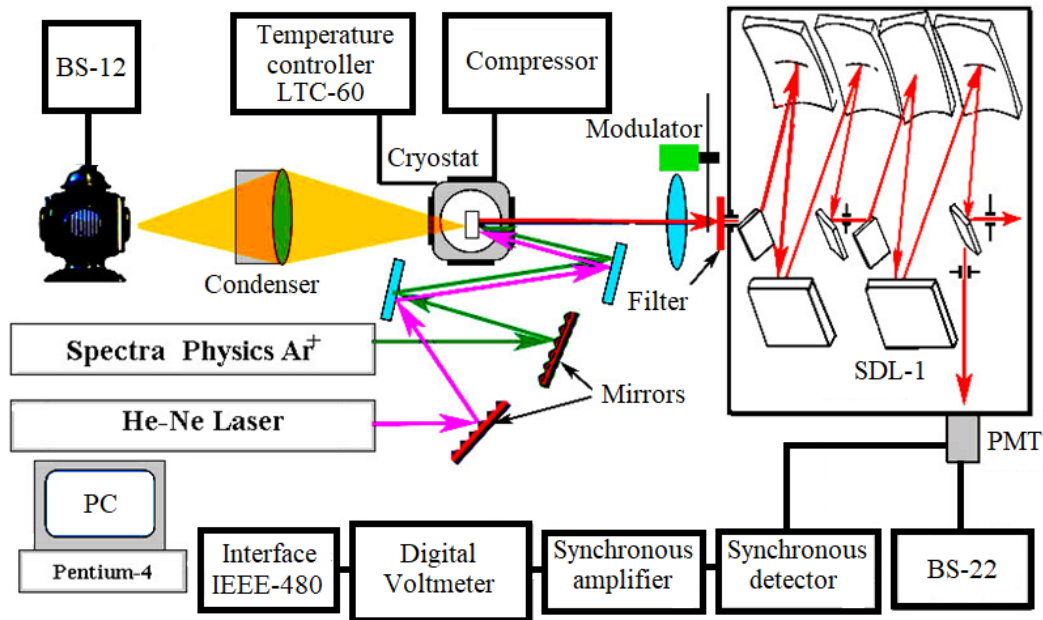 BS-12
Temperature
controller
LTC-60
Compressor
Modulator
Cryostat
Condenser
Filter
SDL-1
Spectra Physics Ar+
Mirrors
He-Ne Laser
PMT
PC
Pentium-4
Interface
IEEE-480
Digital
Voltmeter
Synchronous
amplifier
Synchronous
detector
BS-22